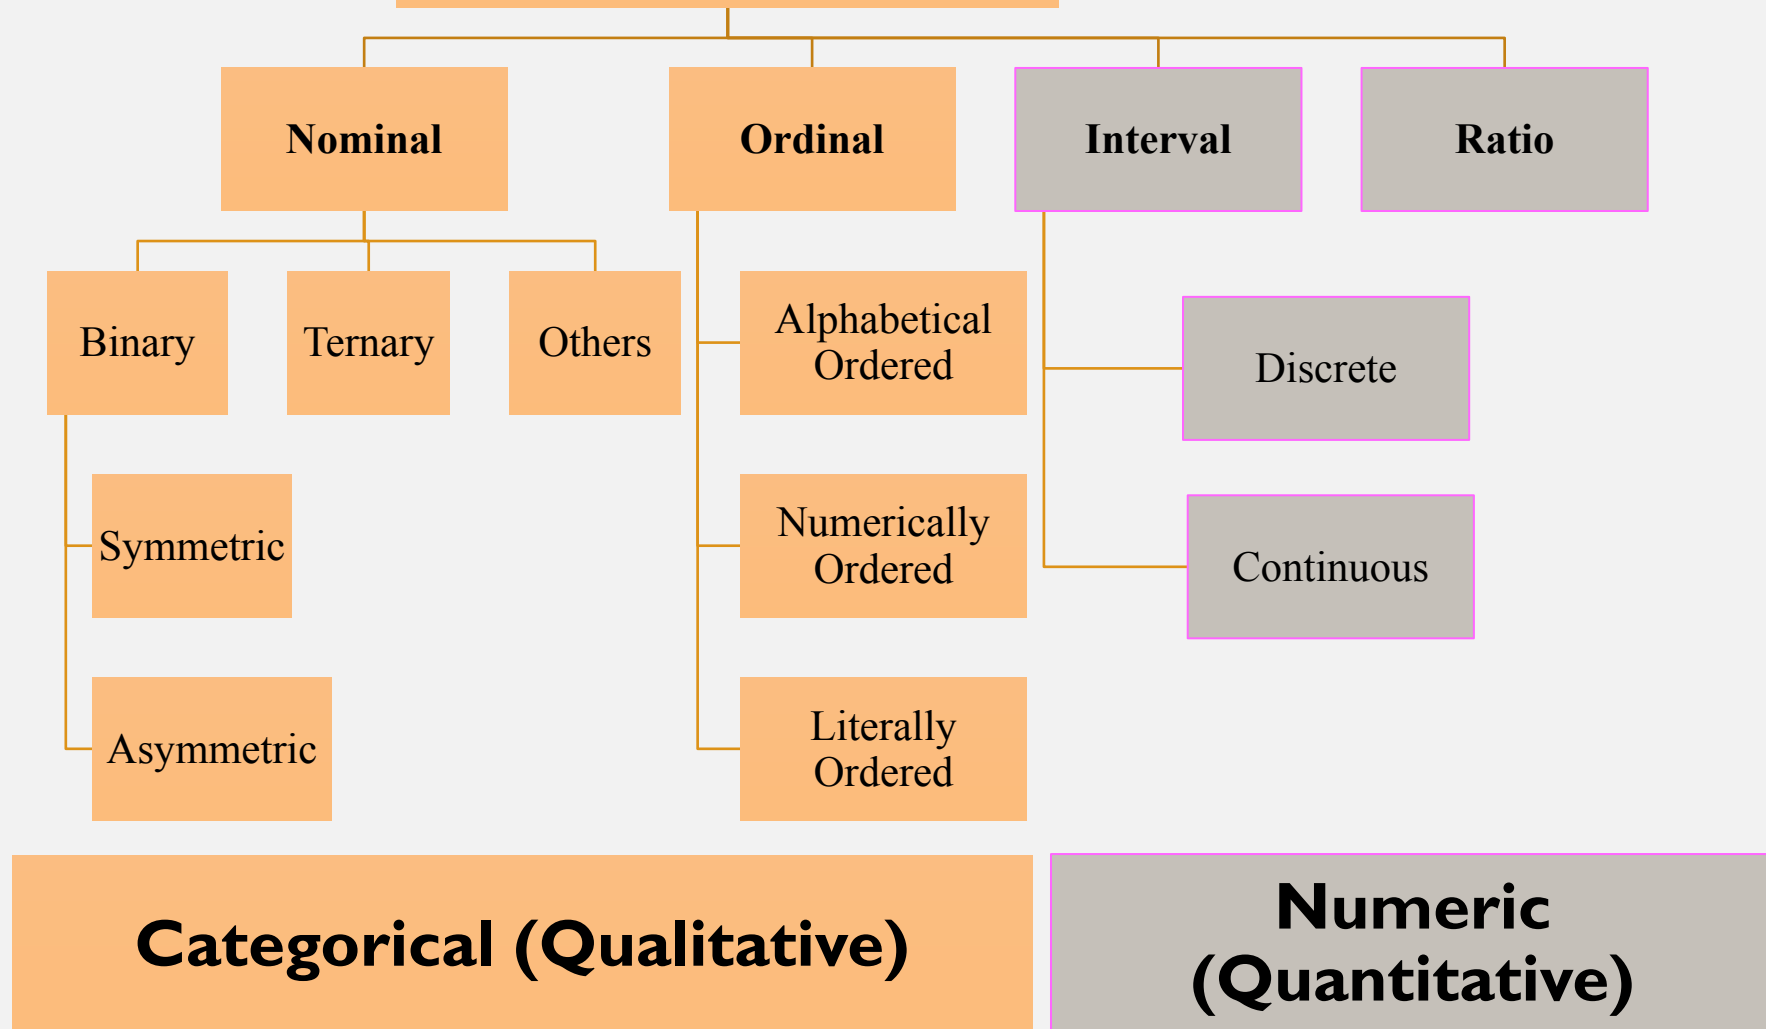 Nominal
Ordinal
Interval
Ratio
Binary
Ternary
Others
Alphabetical
Ordered
Discrete
Symmetric
Numerically
Ordered
Continuous
Asymmetric
Literally
Ordered
Categorical (Qualitative)
Numeric
(Quantitative)